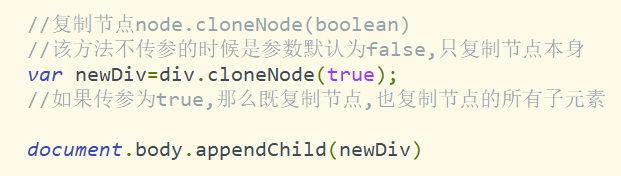 //复制节点node.cloneNode(boolean)
//该方法不传参的时候是参数默认为false,只复制节点本身
var newDiv=div.cloneNode(true);
//如果传参为true,那么既复制节点,也复制节点的所有子元素
document.body.appendChild(newDiv)